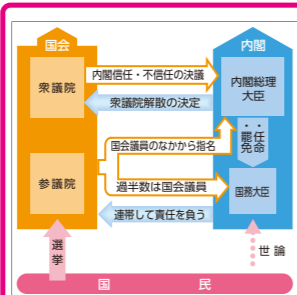 国会
内閣
衆議院
内閣信任・不信任の決議
内閣総理
大臣
衆議院解散の決定
・・
罷任
免命
国会議員のなかから指名
参議院
過半数は国会議員
国務大臣
連帯して責任を負う
選挙
世論
国民